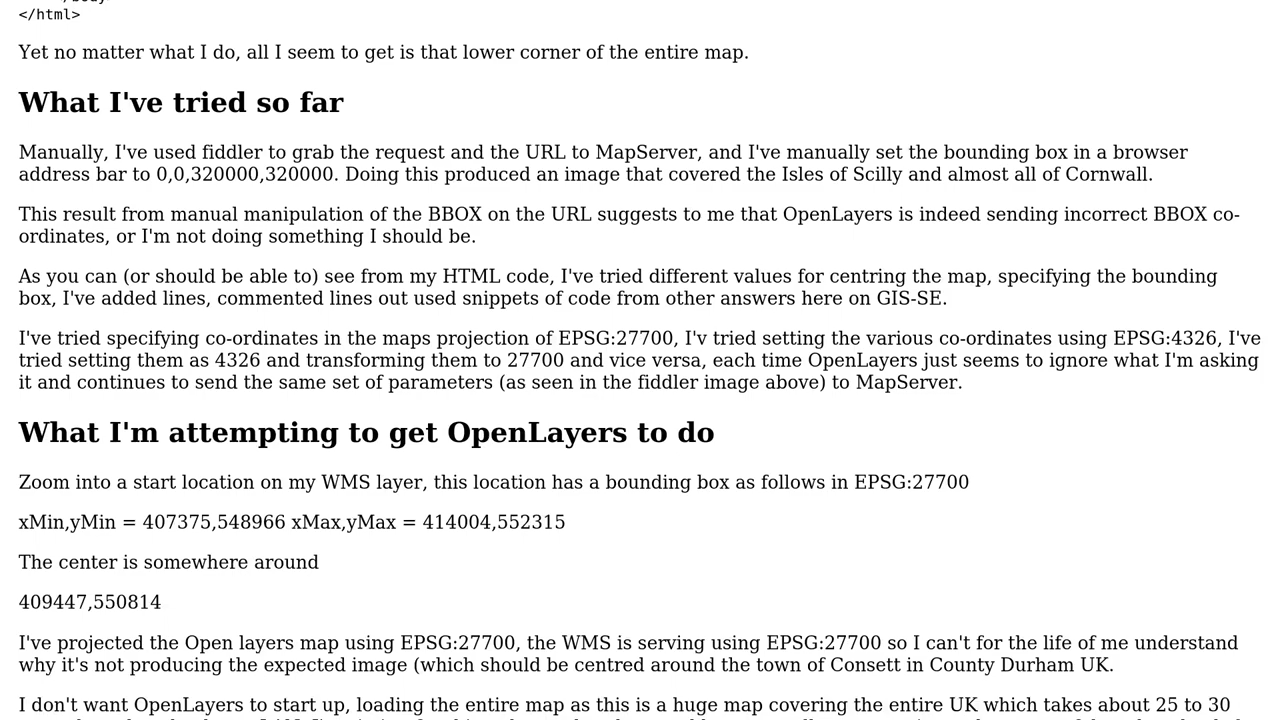 </html>
Yet no matter what I do, all I seem to get is that lower corner of the entire map.
What I've tried so far
Manually, I've used fiddler to grab the request and the URL to MapServer, and I've manually set the bounding box in a browser
address bar to 0,0,320000,320000. Doing this produced an image that covered the Isles of Scilly and almost all of Cornwall.
This result from manual manipulation of the BBOX on the URL suggests to me that OpenLayers is indeed sending incorrect BBOX co-
ordinates, or I'm not doing something I should be.
As you can (or should be able to) see from my HTML code, I've tried different values for centring the map, specifying the bounding
box, I've added lines, commented lines out used snippets of code from other answers here on GIS-SE.
I've tried specifying co-ordinates in the maps projection of EPSG:27700, I'v tried setting the various co-ordinates using EPSG:4326, I've
tried setting them as 4326 and transforming them to 27700 and vice versa, each time OpenLayers just seems to ignore what I'm asking
it and continues to send the same set of parameters (as seen in the fiddler image above) to MapServer.
What I'm attempting to get OpenLayers to do
Zoom into a start location on my WMS layer, this location has a bounding box as follows in EPSG:27700
xMin,yMin = 407375,548966 xMax,yMax = 414004,552315
The center is somewhere around
409447,550814
I've projected the Open layers map using EPSG:27700, the WMS is serving using EPSG:27700 so I can't for the life of me understand
why it's not producing the expected image (which should be centred around the town of Consett in County Durham UK.
I don't want OpenLayers to start up, loading the entire map as this is a huge map covering the entire UK which takes about 25 to 30